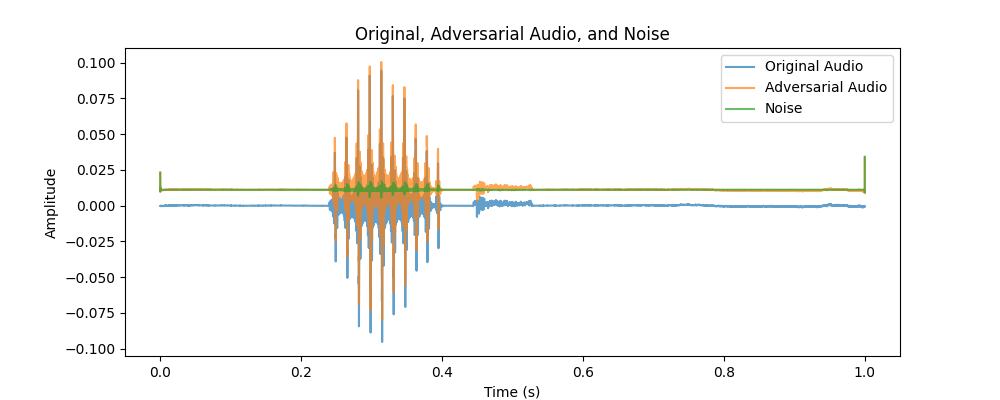 Original, Adversarial Audio, and Noise
Original Audio
Adversarial Audio
Noise
Amplitude
0.100
0.075
0.050
0.025
0.000
−0.025
−0.050
−0.075
−0.100
0.0 0.2 0.4 0.6 0.8 1.0
Time (s)